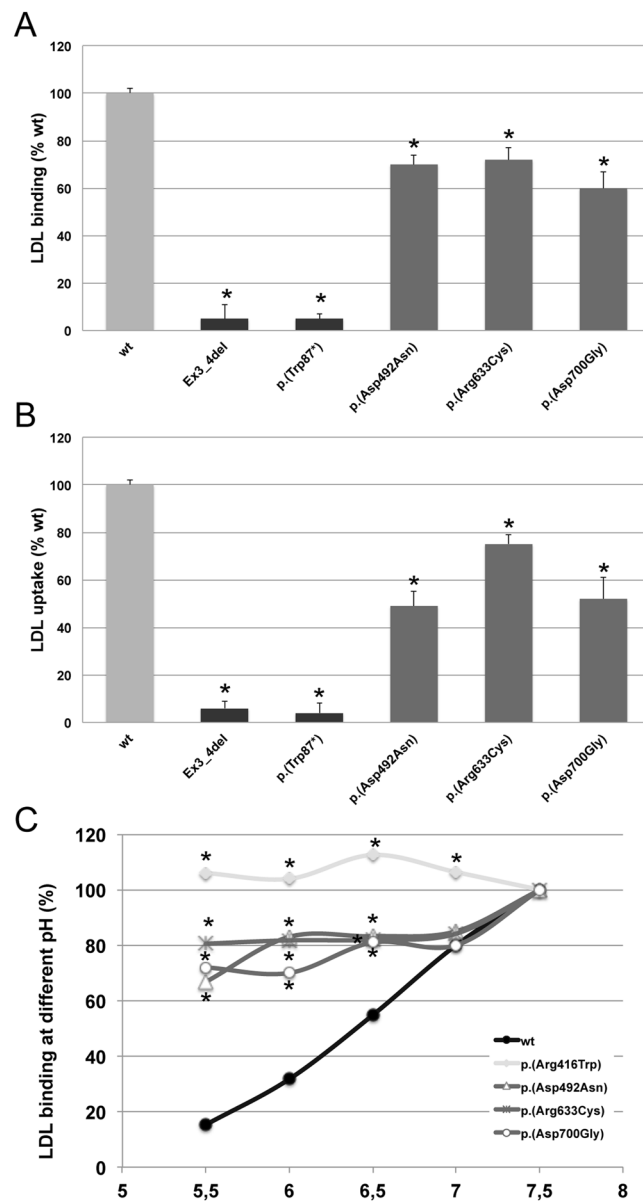 A
LDL binding (% wt)
120
100
80
60
40
20
0
* * * * *
wt
Ex3_4del
p.(Trp87*)
p.(Asp492Asn)
p.(Arg633Cys)
p.(Asp700Gly)
B
LDL uptake (% wt)
120
100
80
60
40
20
0
* * * * *
wt
Ex3_4del
p.(Trp87*)
p.(Asp492Asn)
p.(Arg633Cys)
p.(Asp700Gly)
C
LDL binding at different pH (%)
120
100
80
60
40
20
0
* * * *
* * *
* *
* * *
wt
p.(Arg416Trp)
p.(Asp492Asn)
p.(Arg633Cys)
p.(Asp700Gly)
5 5,5 6 6,5 7 7,5 8